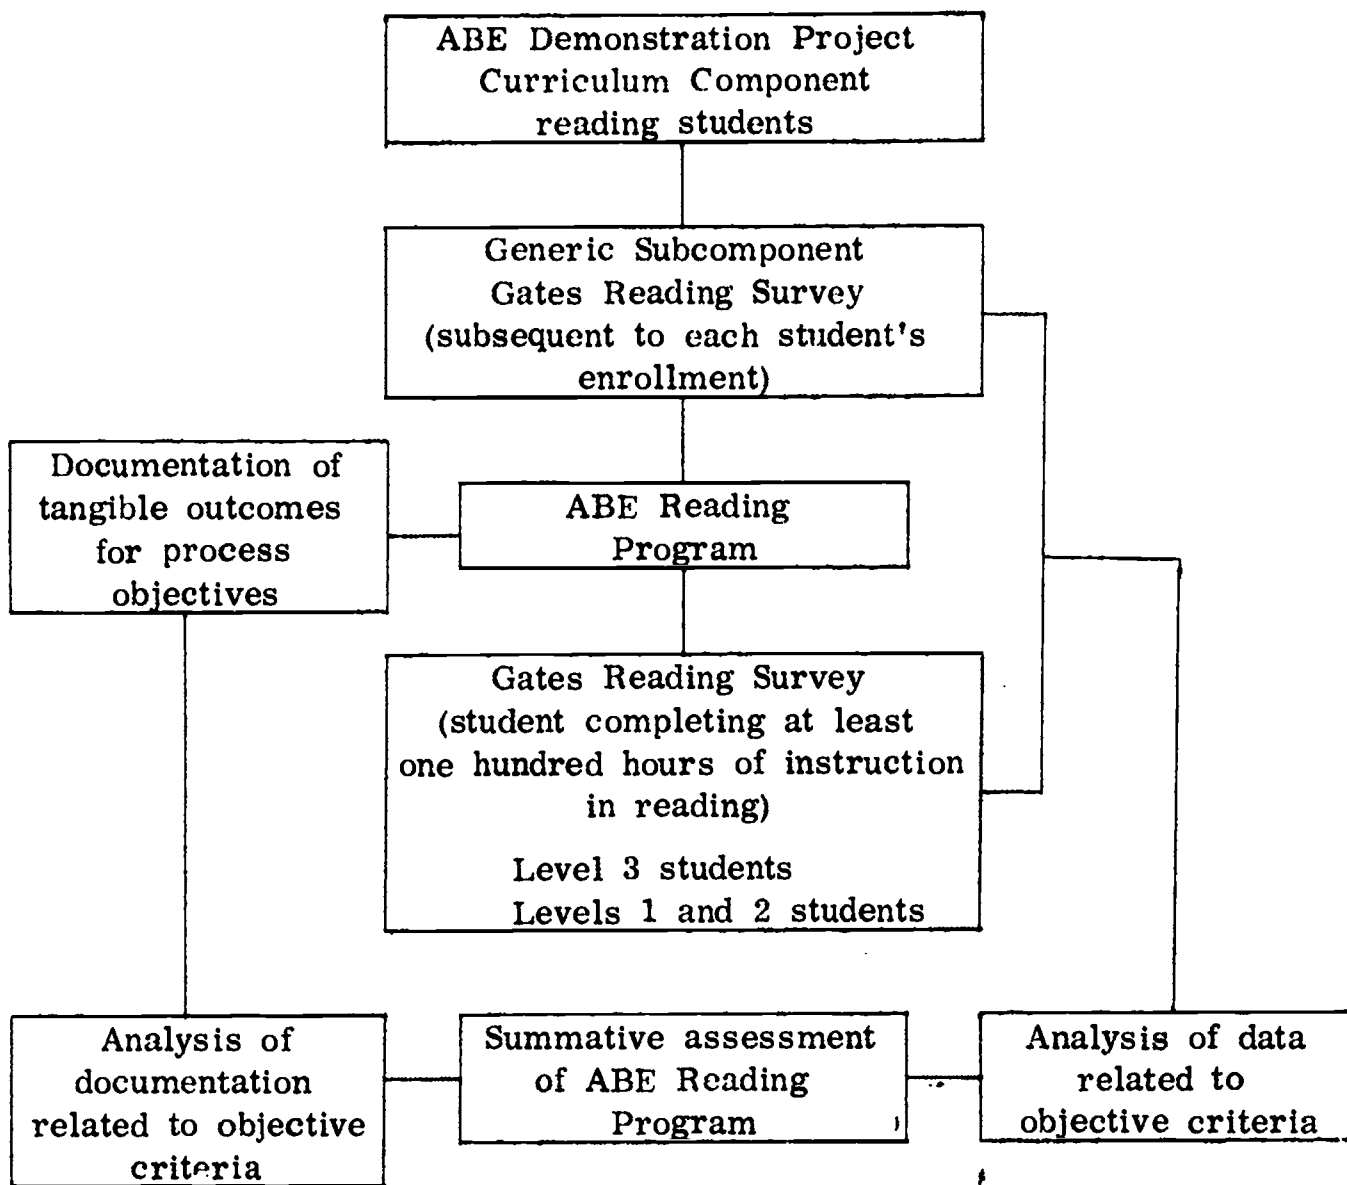 ABE Demonstration Project
Curriculum Component
reading students
Generic Subcomponent
Gates Reading Survey
(subsequent to each student's
enrollment)
Documentation of
tangible outcomes
for process
objectives
ABE Reading
Program
Gates Reading Survey
(student completing at least
one hundred hours of instruction
in reading)
Level 3 students
Levels 1 and 2 students
Analysis of
documentation
related to objective
criteria
Summative assessment
of ABE Reading
Program
Analysis of data
related to
objective criteria